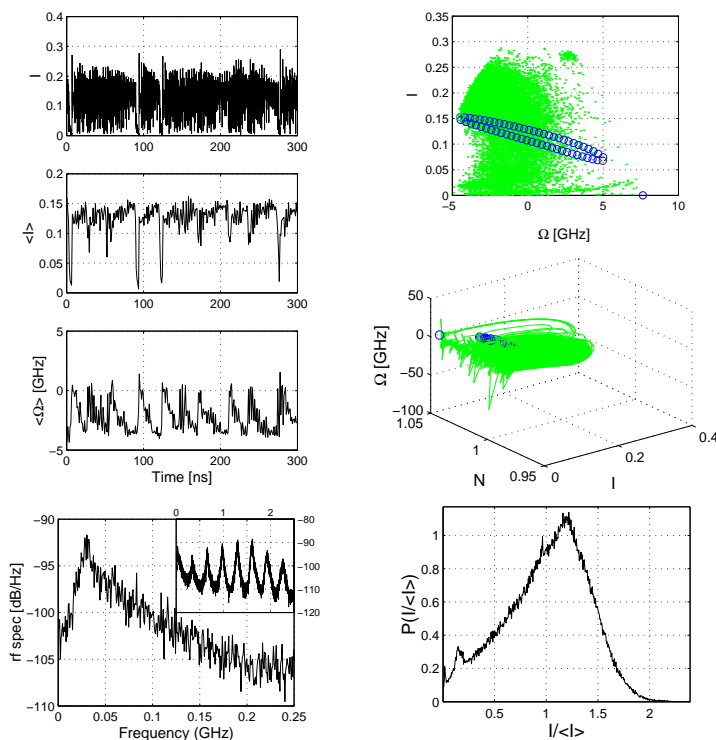 I
0.4
0.3
0.2
0.1
0
0 100 200 300
<I>
0.2
0.15
0.1
0.05
0
0 100 200 300
<Ω> [GHz]
5
0
−5
0 100 200 300
Time [ns]
I
0.35
0.3
0.25
0.2
0.15
0.1
0.05
0
−5 0 5 10
Ω [GHz]
Ω [GHz]
50
0
−50
−100
1.05
1
0.95
N
0
0.2
0.4
I
rf spec [dB/Hz]
−90
−95
−100
−105
−110
0 0.05 0.1 0.15 0.2 0.25
Frequency [GHz]
0 1 2
−80
−90
−100
−110
−120
P(I/<I>)
1
0.8
0.6
0.4
0.2
0
0.5 1 1.5 2
I/<I>